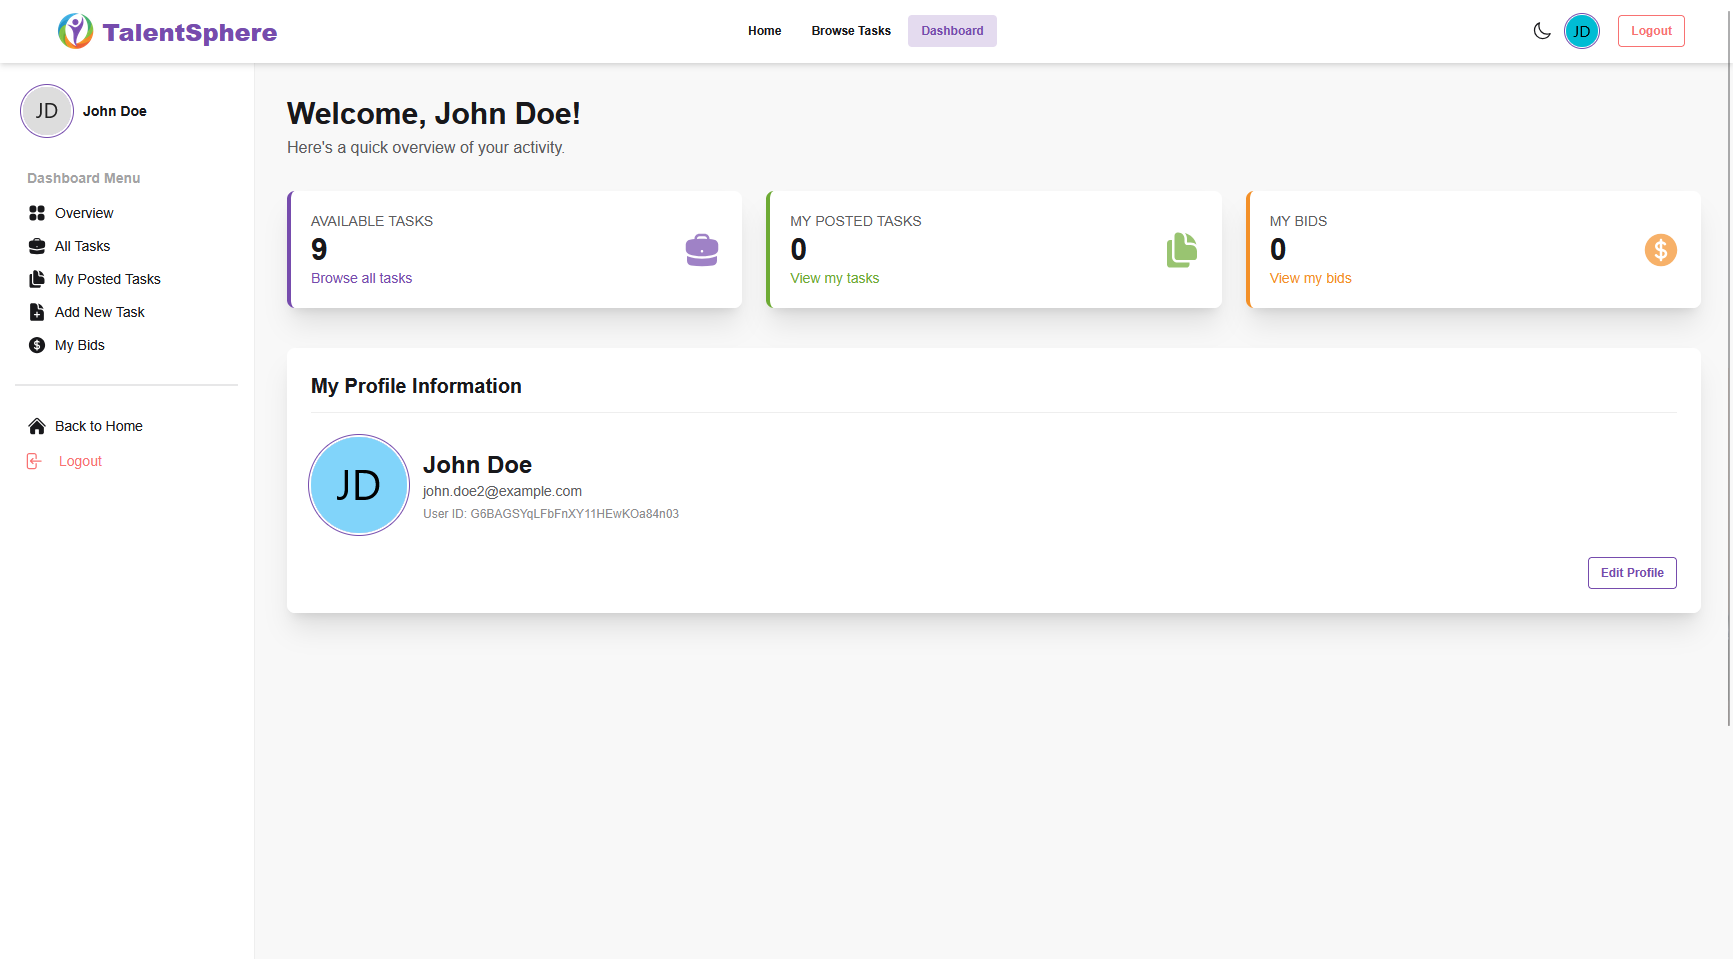 TalentSphere
Home
Browse Tasks
Dashboard
JD
Logout
JD
John Doe
Dashboard Menu
Overview
All Tasks
My Posted Tasks
Add New Task
My Bids
Back to Home
Logout
Welcome, John Doe!
Here's a quick overview of your activity.
AVAILABLE TASKS
9
Browse all tasks
MY POSTED TASKS
0
View my tasks
MY BIDS
0
View my bids
My Profile Information
JD
John Doe
john.doe2@example.com
User ID: G6BAGSYqLFbFnXY11HEwKOa84n03
Edit Profile